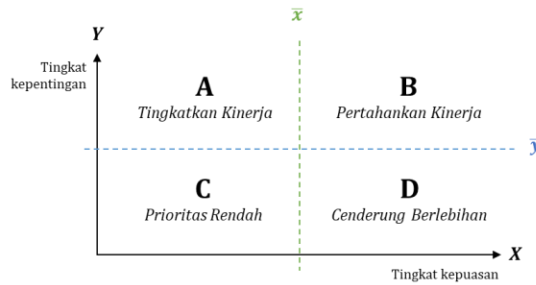 x̅
Y
Tingkat
kepentingan
A
Tingkatkan Kinerja
B
Pertahankan Kinerja
y̅
C
Prioritas Rendah
D
Cenderung Berlebihan
X
Tingkat kepuasan